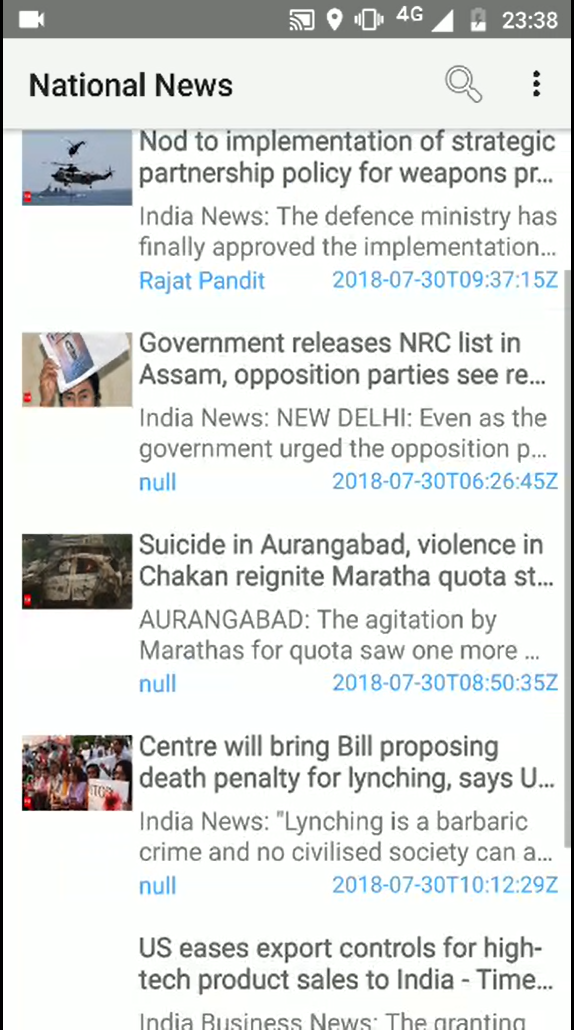 4G 23:38
National News
Nod to implementation of strategic
partnership policy for weapons pr...
India News: The defence ministry has
finally approved the implementation...
Rajat Pandit 2018-07-30T09:37:15Z
Government releases NRC list in
Assam, opposition parties see re...
India News: NEW DELHI: Even as the
government urged the opposition p...
null 2018-07-30T06:26:45Z
Suicide in Aurangabad, violence in
Chakan reignite Maratha quota st...
AURANGABAD: The agitation by
Marathas for quota saw one more ...
null 2018-07-30T08:50:35Z
Centre will bring Bill proposing
death penalty for lynching, says U...
India News: "Lynching is a barbaric
crime and no civilised society can a...
null 2018-07-30T10:12:29Z
US eases export controls for high-
tech product sales to India - Time...
India Business News: The granting